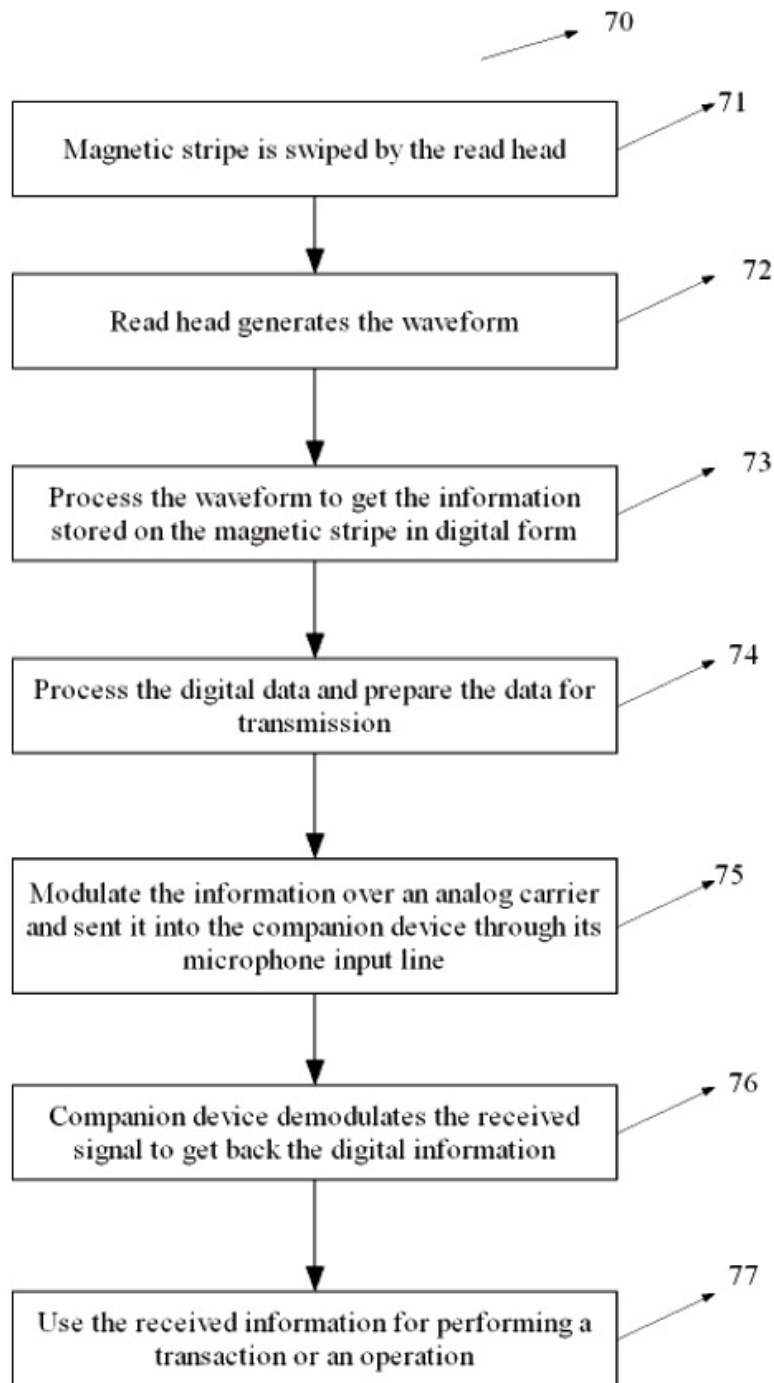 70
71
Magnetic stripe is swiped by the read head
72
Read head generates the waveform
73
Process the waveform to get the information
stored on the magnetic stripe in digital form
74
Process the digital data and prepare the data for
transmission
75
Modulate the information over an analog carrier
and sent it into the companion device through its
microphone input line
76
Companion device demodulates the received
signal to get back the digital information
77
Use the received information for performing a
transaction or an operation